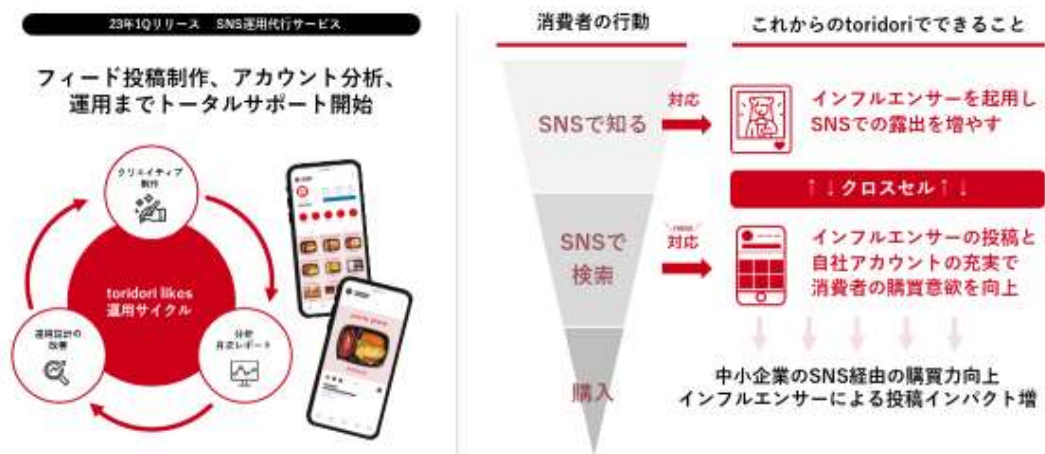 23年1Qリリース SNS運用代行サービス
フィード投稿制作、アカウント分析、
運用までトータルサポート開始
クリエイティブ
制作
toridori likes
運用サイクル
運用設計の
改善
分析
月次レポート
消費者の行動
SNSで知る
SNSで
検索
購入
これからのtoridoriでできること
対応
インフルエンサーを起用し
SNSでの露出を増やす
↑↓クロスセル↑↓
対応
インフルエンサーの投稿と
自社アカウントの充実で
消費者の購買意欲を向上
中小企業のSNS経由の購買力向上
インフルエンサーによる投稿インパクト増